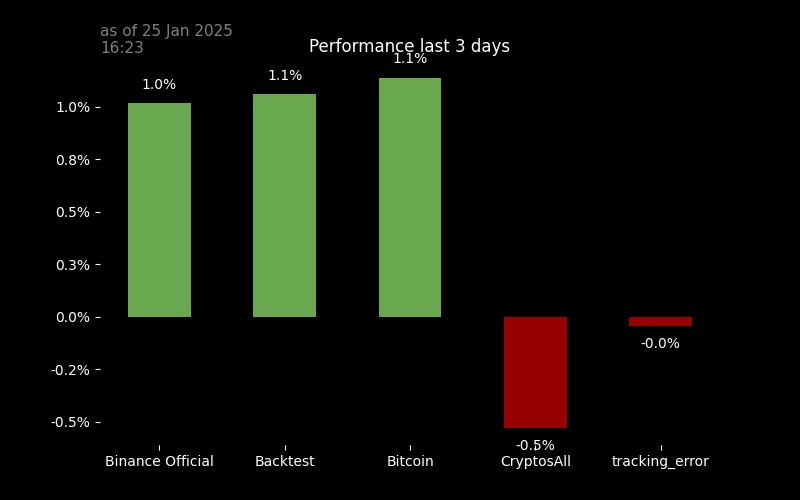 as of 25 Jan 2025
16:23
Performance last 3 days
1.0%
1.1%
1.1%
1.0%
0.8%
0.5%
0.3%
0.0%
-0.2%
-0.5%
-0.0%
-0.5%
Binance Official
Backtest
Bitcoin
CryptosAll
tracking_error